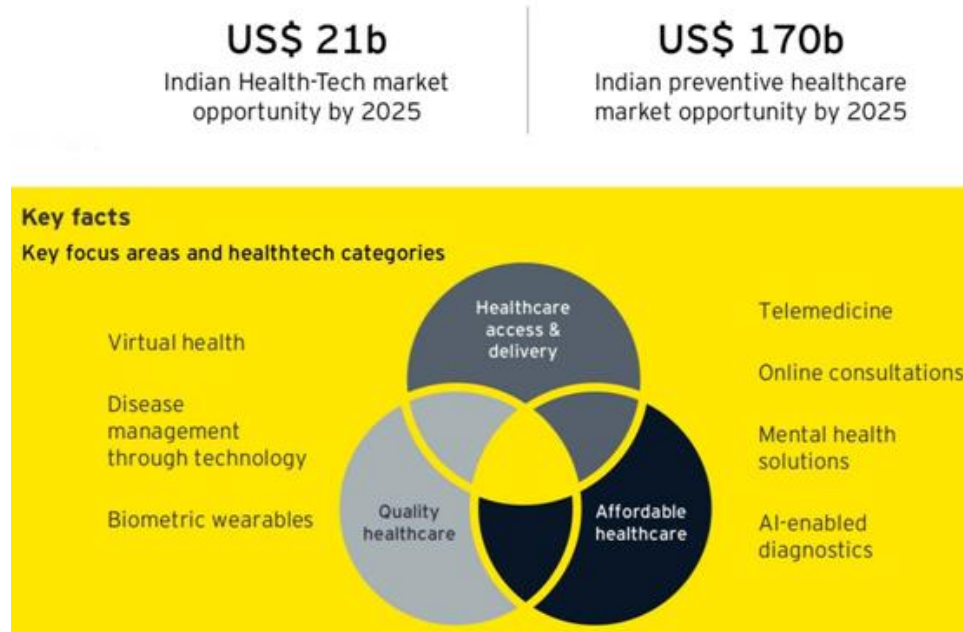 US$ 21b
Indian Health-Tech market
opportunity by 2025
US$ 170b
Indian preventive healthcare
market opportunity by 2025
Key facts
Key focus areas and healthtech categories
Virtual health
Disease
management
through technology
Biometric wearables
Healthcare
access &
delivery
Quality
healthcare
Affordable
healthcare
Telemedicine
Online consultations
Mental health
solutions
AI-enabled
diagnostics